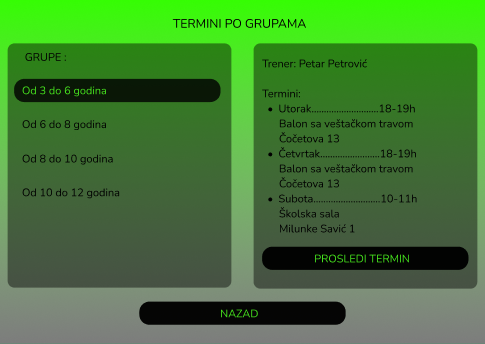 TERMINI PO GRUPAMA
GRUPE :
Od 3 do 6 godina
Od 6 do 8 godina
Od 8 do 10 godina
Od 10 do 12 godina
Trener: Petar Petrović
Termini:
• Utorak...........................18-19h
Balon sa veštačkom travom
Čočetova 13
• Četvrtak........................18-19h
Balon sa veštačkom travom
Čočetova 13
• Subota...........................10-11h
Školska sala
Milunke Savić 1
PROSLEDI TERMIN
NAZAD